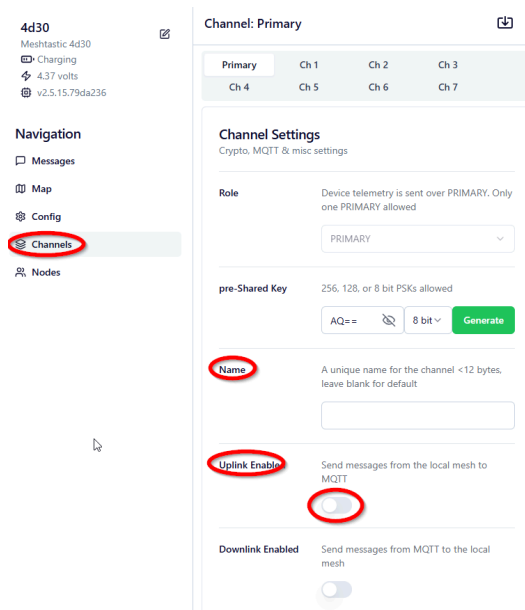 4d30
Meshtastic 4d30
Charging
4.37 volts
v2.5.15.79da236
Navigation
Messages
Map
Config
Channels
Nodes
Channel: Primary
Primary Ch 1 Ch 2 Ch 3
Ch 4 Ch 5 Ch 6 Ch 7
Channel Settings
Crypto, MQTT & misc settings
Role
Device telemetry is sent over PRIMARY. Only
one PRIMARY allowed
PRIMARY
pre-Shared Key
256, 128, or 8 bit PSKs allowed
AQ== 8 bit Generate
Name
A unique name for the channel <12 bytes,
leave blank for default
Uplink Enabled
Send messages from the local mesh to
MQTT
Downlink Enabled
Send messages from MQTT to the local
mesh